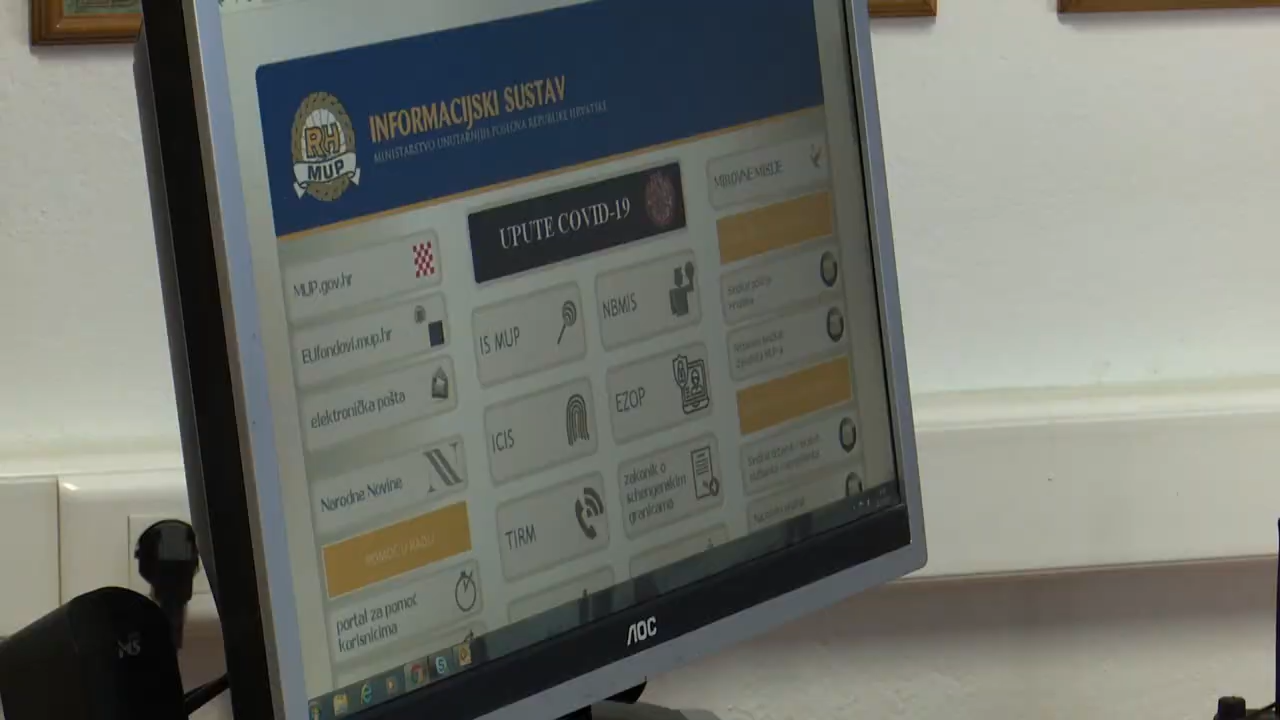 INFORMACIJSKI SUSTAV
MINISTARSTVO UNUTARNJIH POSLOVA REPUBLIKE HRVATSKE
RH
MUP
UPUTE COVID-19
MUP.gov.hr
EUfondovi.mup.hr
elektronička pošta
Narodne Novine
POMOĆ U RADU
portal za pomoć
korisnicima
IS MUP
ICIS
TIRM
NBMIS
EZOP
zakonik o
schengenskim
granicama
MIROVNE MISIJE
AOC